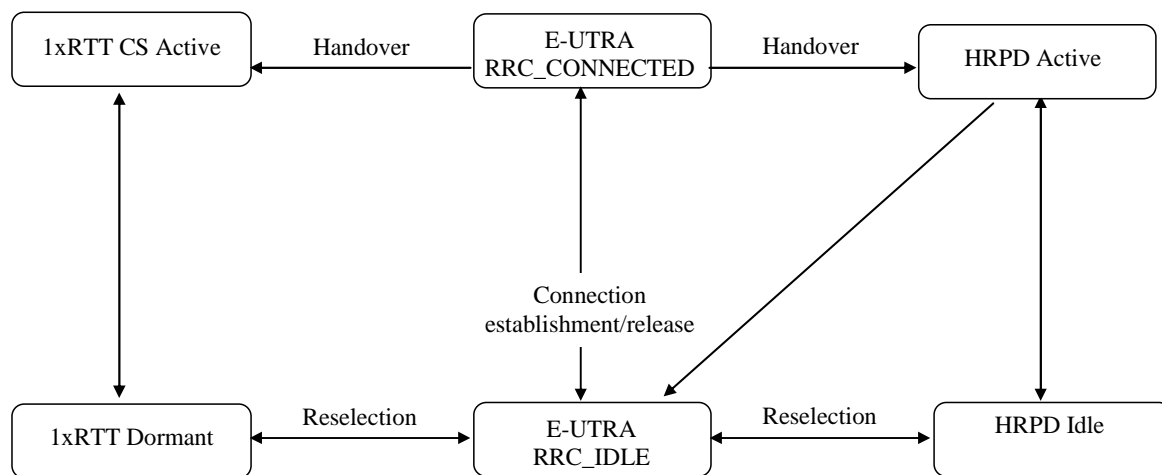 1xRTT CS Active
Handover
E-UTRA
RRC_CONNECTED
Handover
HRPD Active
Connection
establishment/release
1xRTT Dormant
Reselection
E-UTRA
RRC_IDLE
Reselection
HRPD Idle